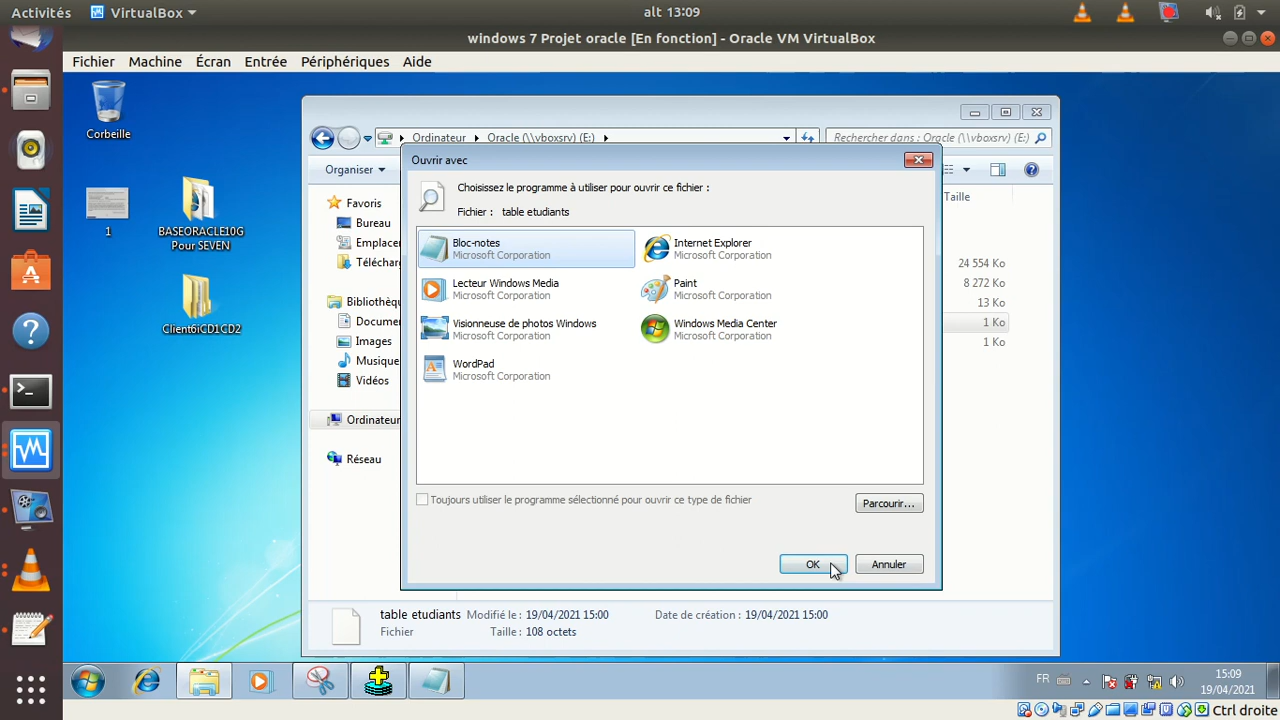 Activités
VirtualBox
alt 13:09
windows 7 Projet oracle [En fonction] - Oracle VM VirtualBox
Fichier Machine Écran Entrée Périphériques Aide
Corbeille
1
BASEORACLE10G
Pour SEVEN
Client6iCD1CD2
Ordinateur Oracle (\\vboxsrv) (E:)
Rechercher dans : Oracle (\\vboxsrv) (E:)
Organiser
Favoris
Bureau
Emplacer
Télécharg
Bibliothèqu
Docume
Images
Musique
Vidéos
Ordinateur
Réseau
Taille
24 554 Ko
8 272 Ko
13 Ko
1 Ko
1 Ko
Ouvrir avec
Choisissez le programme à utiliser pour ouvrir ce fichier :
Fichier : table etudiants
Bloc-notes
Microsoft Corporation
Internet Explorer
Microsoft Corporation
Lecteur Windows Media
Microsoft Corporation
Paint
Microsoft Corporation
Visionneuse de photos Windows
Microsoft Corporation
Windows Media Center
Microsoft Corporation
WordPad
Microsoft Corporation
Toujours utiliser le programme sélectionné pour ouvrir ce type de fichier
Parcourir...
OK
Annuler
table etudiants Modifié le : 19/04/2021 15:00 Date de création : 19/04/2021 15:00
Fichier Taille : 108 octets
FR
15:09
19/04/2021
Ctrl droite